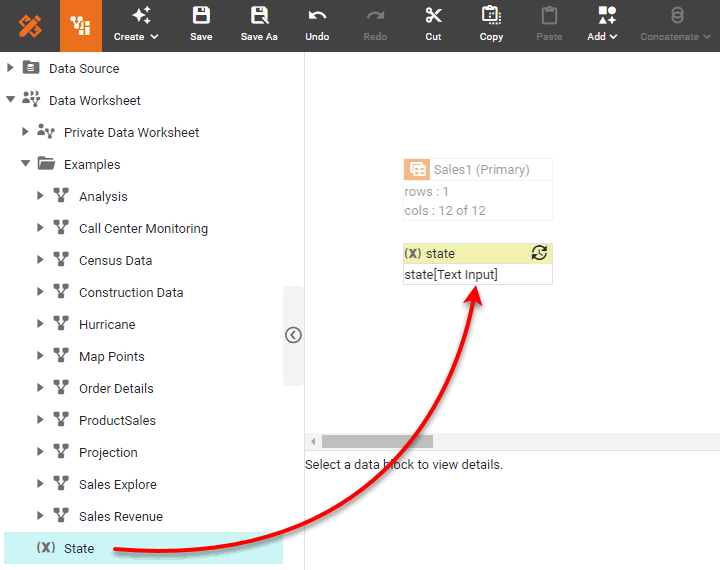 Create
Save
Save As
Undo
Redo
Cut
Copy
Paste
Add
Concatenate
Data Source
Data Worksheet
Private Data Worksheet
Examples
Analysis
Call Center Monitoring
Census Data
Construction Data
Hurricane
Map Points
Order Details
ProductSales
Projection
Sales Explore
Sales Revenue
(X) State
Sales1 (Primary)
rows : 1
cols : 12 of 12
(X) state
state[Text Input]
Select a data block to view details.